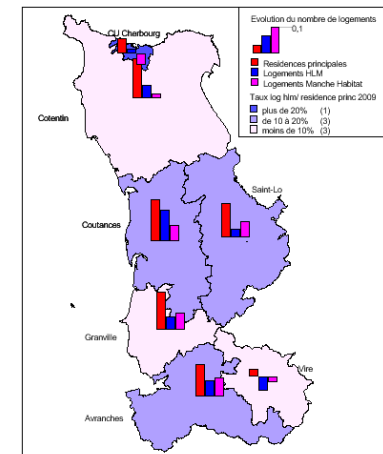 Evolution du nombre de logements
0,1
Residences principales
Logements HLM
Logements Manche Habitat
Taux log hlm/ residence princ 2009
plus de 20% (1)
de 10 à 20% (3)
moins de 10% (3)
CU Cherbourg
Cotentin
Saint-Lo
Coutances
Granville
Vire
Avranches